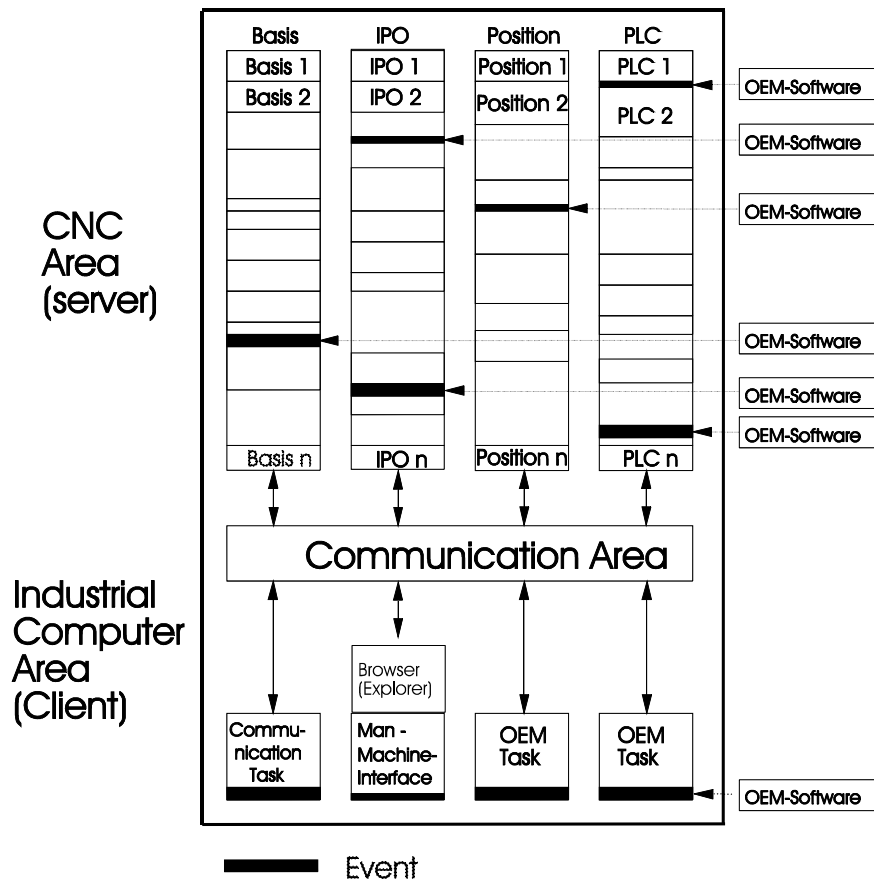 Basis IPO Position PLC
Basis 1 IPO 1 Position 1 PLC 1
OEM-Software
Basis 2 IPO 2 Position 2 PLC 2
OEM-Software
OEM-Software
CNC
Area
(server)
OEM-Software
OEM-Software
OEM-Software
Basis n IPO n Position n PLC n
Communication Area
Industrial
Computer
Area
(Client)
Browser
(Explorer)
Commu-
nication
Task
Man -
Machine-
Interface
OEM
Task
OEM
Task
OEM-Software
Event